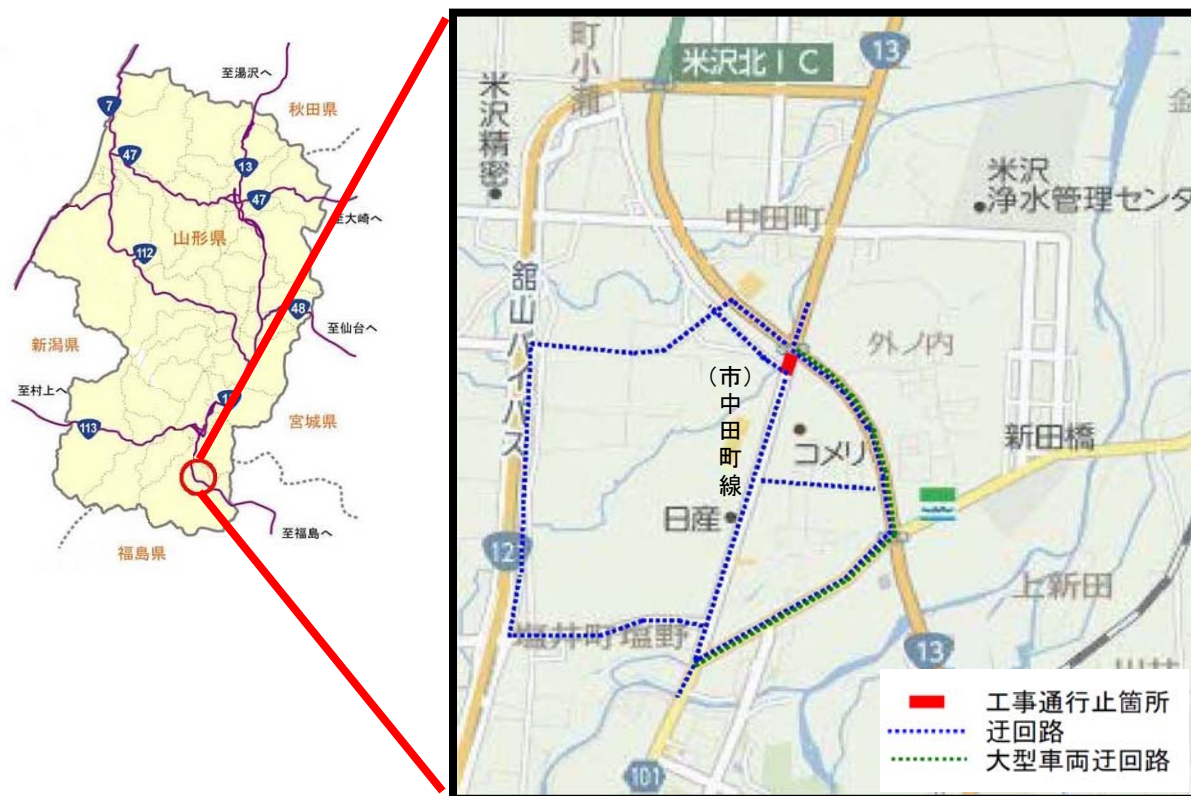 至湯沢へ
秋田県
7
47
13
47
至大崎へ
山形県
112
48
至仙台へ
新潟県
至村上へ
113
宮城県
至福島へ
福島県
町小瀬
米沢北IC
13
米沢精密
金
米沢
浄水管理センタ
中田町
舘山バイパス
外ノ内
(市)中田町線
コメリ
新田橋
FamilyMart
日産
12
上新田
塩井町塩野
13
101
工事通行止箇所
迂回路
大型車両迂回路